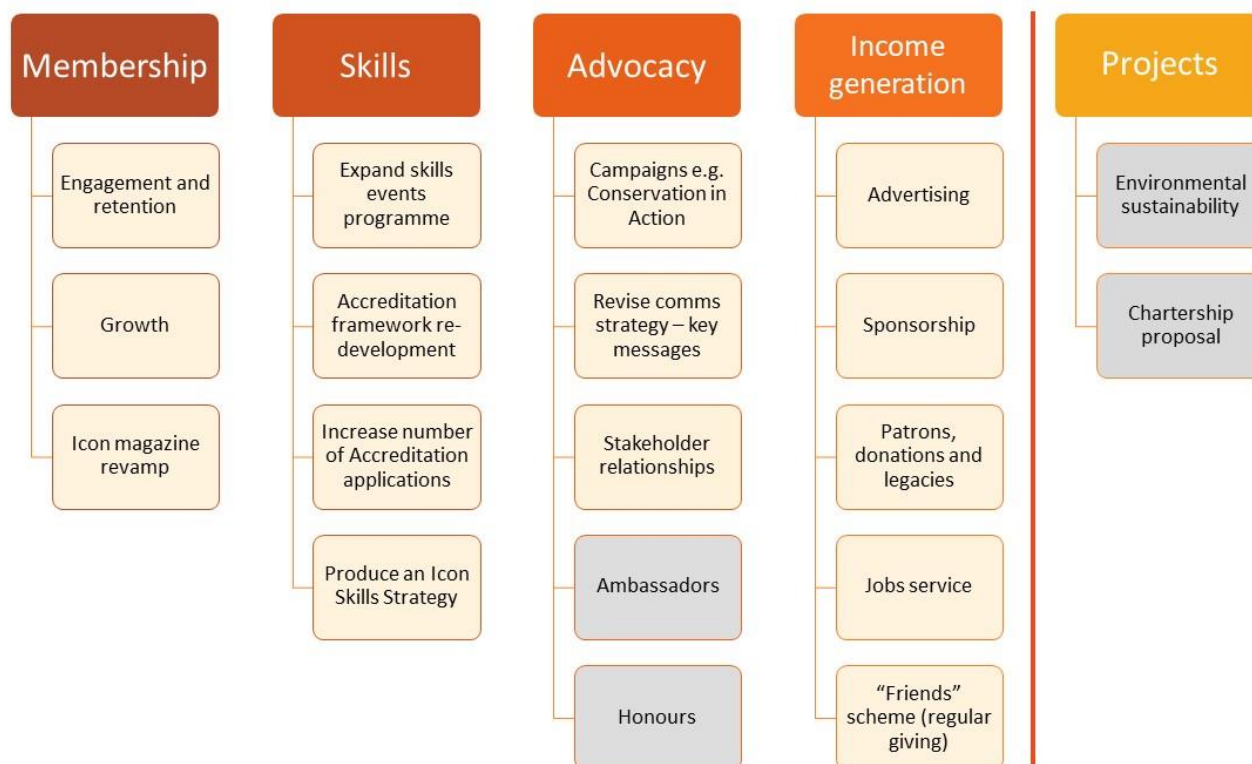 Membership
Engagement and
retention
Growth
Icon magazine
revamp
Skills
Expand skills
events
programme
Accreditation
framework re-
development
Increase number
of Accreditation
applications
Produce an Icon
Skills Strategy
Advocacy
Campaigns e.g.
Conservation in
Action
Revise comms
strategy – key
messages
Stakeholder
relationships
Ambassadors
Honours
Income
generation
Advertising
Sponsorship
Patrons,
donations and
legacies
Jobs service
“Friends”
scheme (regular
giving)
Projects
Environmental
sustainability
Chartership
proposal